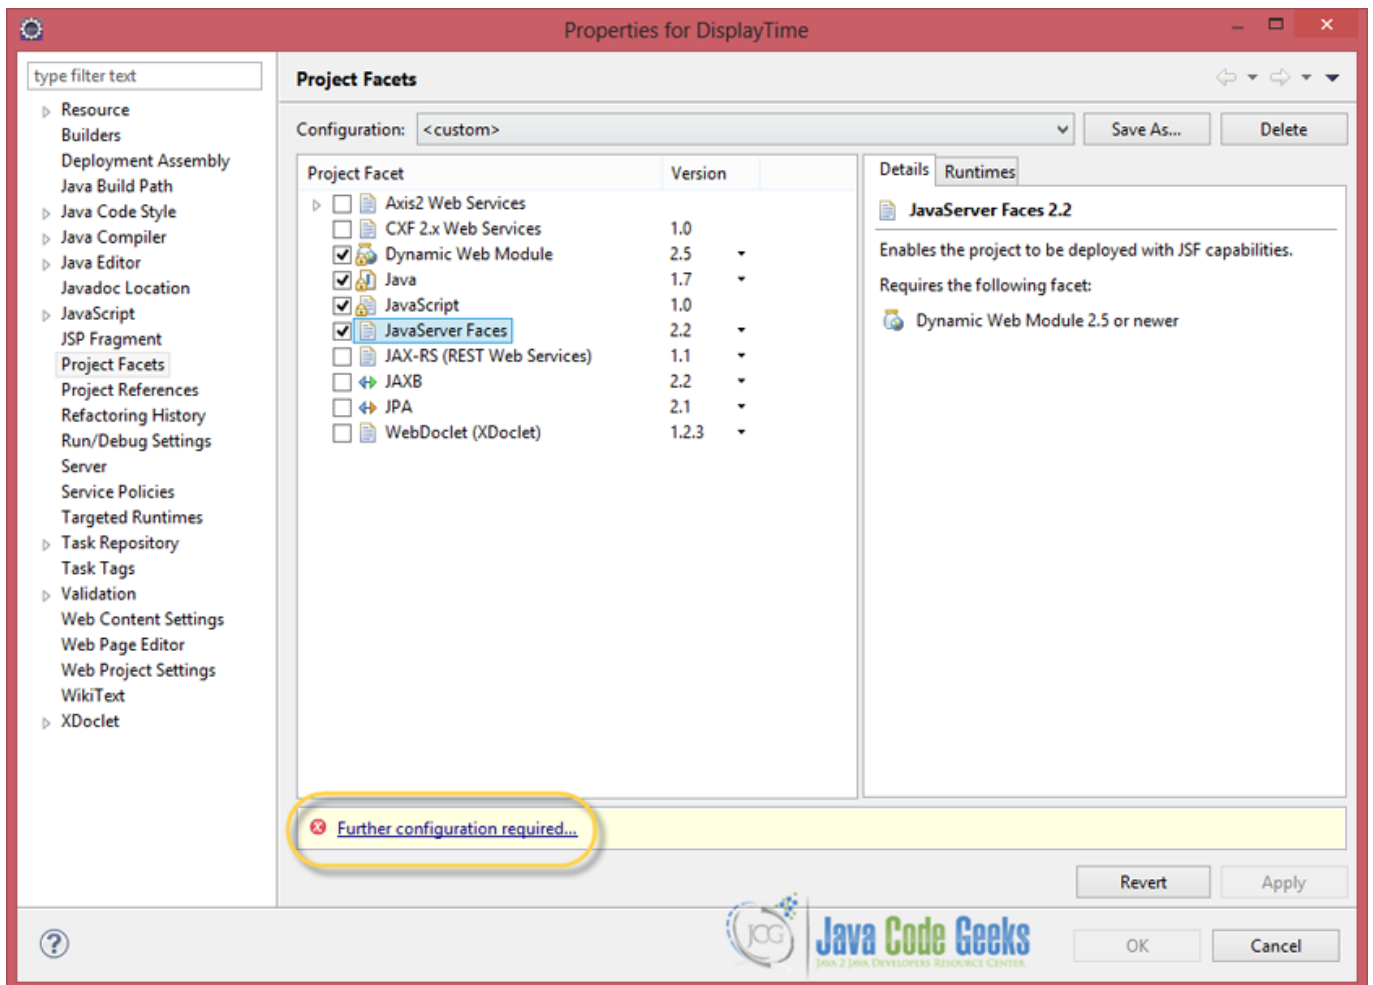 Properties for DisplayTime
type filter text
Resource
Builders
Deployment Assembly
Java Build Path
Java Code Style
Java Compiler
Java Editor
Javadoc Location
JavaScript
JSP Fragment
Project Facets
Project References
Refactoring History
Run/Debug Settings
Server
Service Policies
Targeted Runtimes
Task Repository
Task Tags
Validation
Web Content Settings
Web Page Editor
Web Project Settings
WikiText
XDoclet
Project Facets
Configuration: <custom> Save As... Delete
Project Facet Version
Axis2 Web Services
CXF 2.x Web Services 1.0
Dynamic Web Module 2.5
Java 1.7
JavaScript 1.0
JavaServer Faces 2.2
JAX-RS (REST Web Services) 1.1
JAXB 2.2
JPA 2.1
WebDoclet (XDoclet) 1.2.3
Details Runtimes
JavaServer Faces 2.2
Enables the project to be deployed with JSF capabilities.
Requires the following facet:
Dynamic Web Module 2.5 or newer
Further configuration required...
Revert Apply
JCG Java Code Geeks
JAVA 2 JAVA DEVELOPERS RESOURCE CENTER
OK Cancel